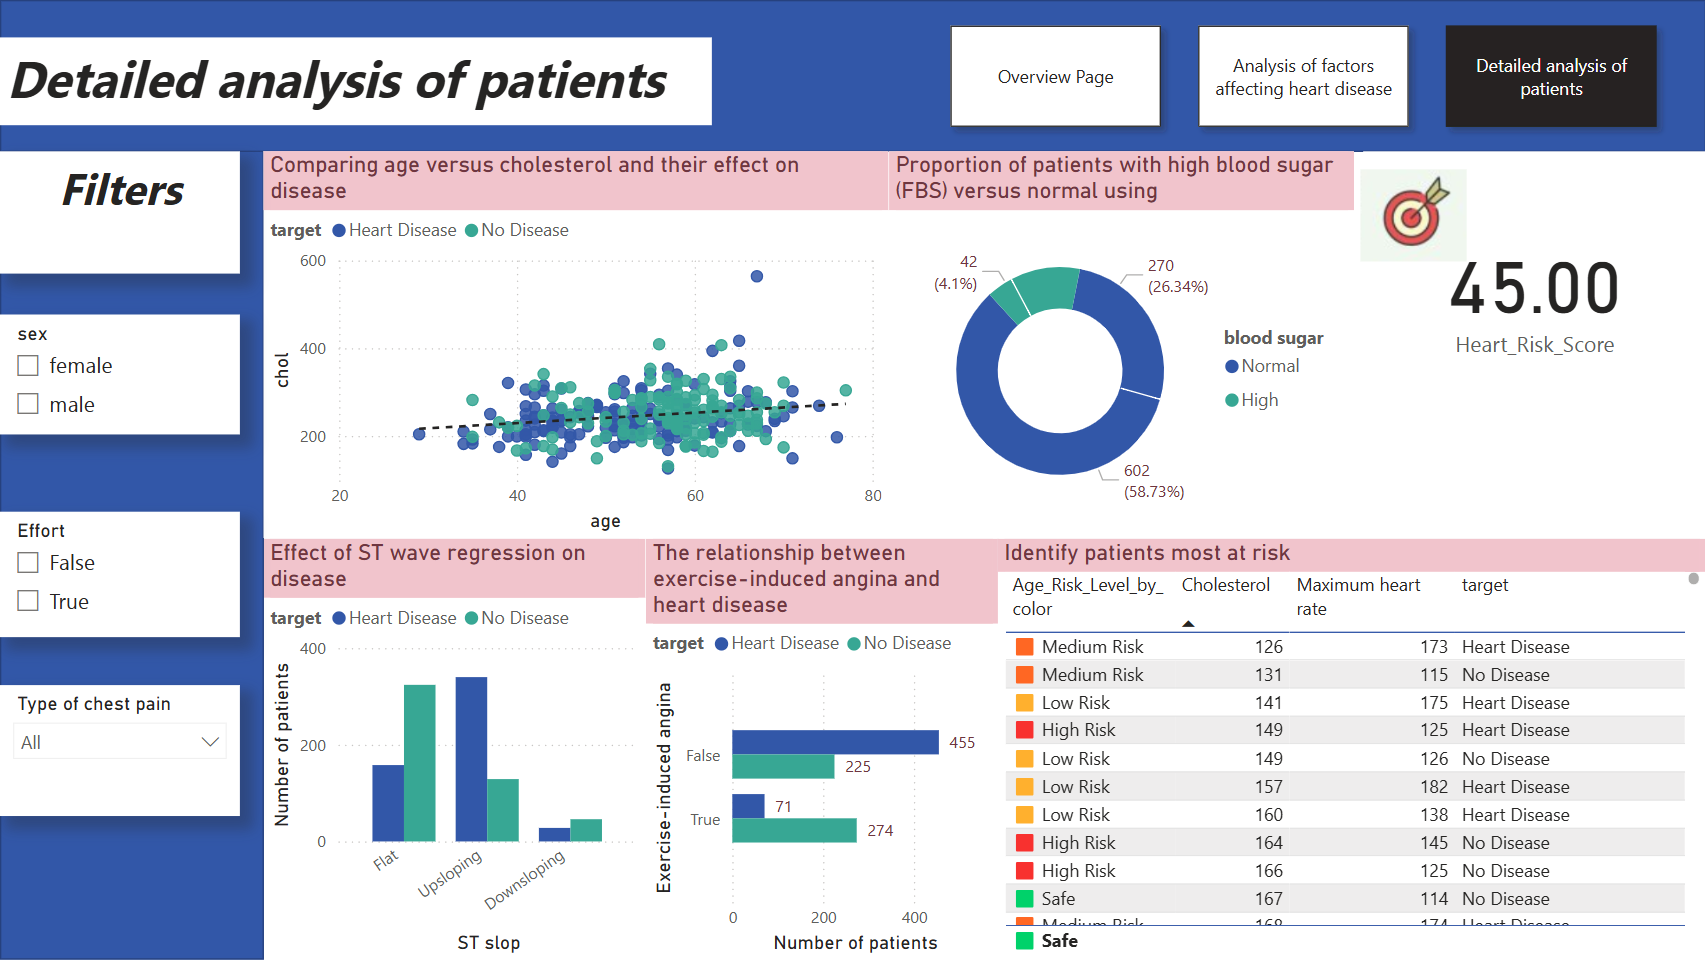 Detailed analysis of patients
Overview Page
Analysis of factors
affecting heart disease
Detailed analysis of
patients
Filters
sex
female
male
Effort
False
True
Type of chest pain
All
Comparing age versus cholesterol and their effect on
disease
target Heart Disease No Disease
600
400
200
chol
20 40 60 80
age
Proportion of patients with high blood sugar
(FBS) versus normal using
42
(4.1%)
270
(26.34%)
602
(58.73%)
blood sugar
Normal
High
45.00
Heart_Risk_Score
Effect of ST wave regression on
disease
target Heart Disease No Disease
400
200
0
Number of patients
Flat Upsloping Downsloping
ST slop
The relationship between
exercise-induced angina and
heart disease
target Heart Disease No Disease
Exercise-induced angina
False
455
225
True
71
274
0 200 400
Number of patients
Identify patients most at risk
Age_Risk_Level_by_
color
Cholesterol
Maximum heart
rate
target
Medium Risk 126 173 Heart Disease
Medium Risk 131 115 No Disease
Low Risk 141 175 Heart Disease
High Risk 149 125 Heart Disease
Low Risk 149 126 No Disease
Low Risk 157 182 Heart Disease
Low Risk 160 138 Heart Disease
High Risk 164 145 No Disease
High Risk 166 125 No Disease
Safe 167 114 No Disease
Medium Risk 168 174 Heart Disease
Safe